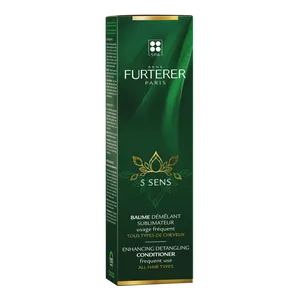 RENE
FURTERER
PARIS
5 SENS
BAUME DÉMÊLANT
SUBLIMATEUR
usage fréquent
TOUS TYPES DE CHEVEUX
ENHANCING DETANGLING
CONDITIONER
frequent use
ALL HAIR TYPES